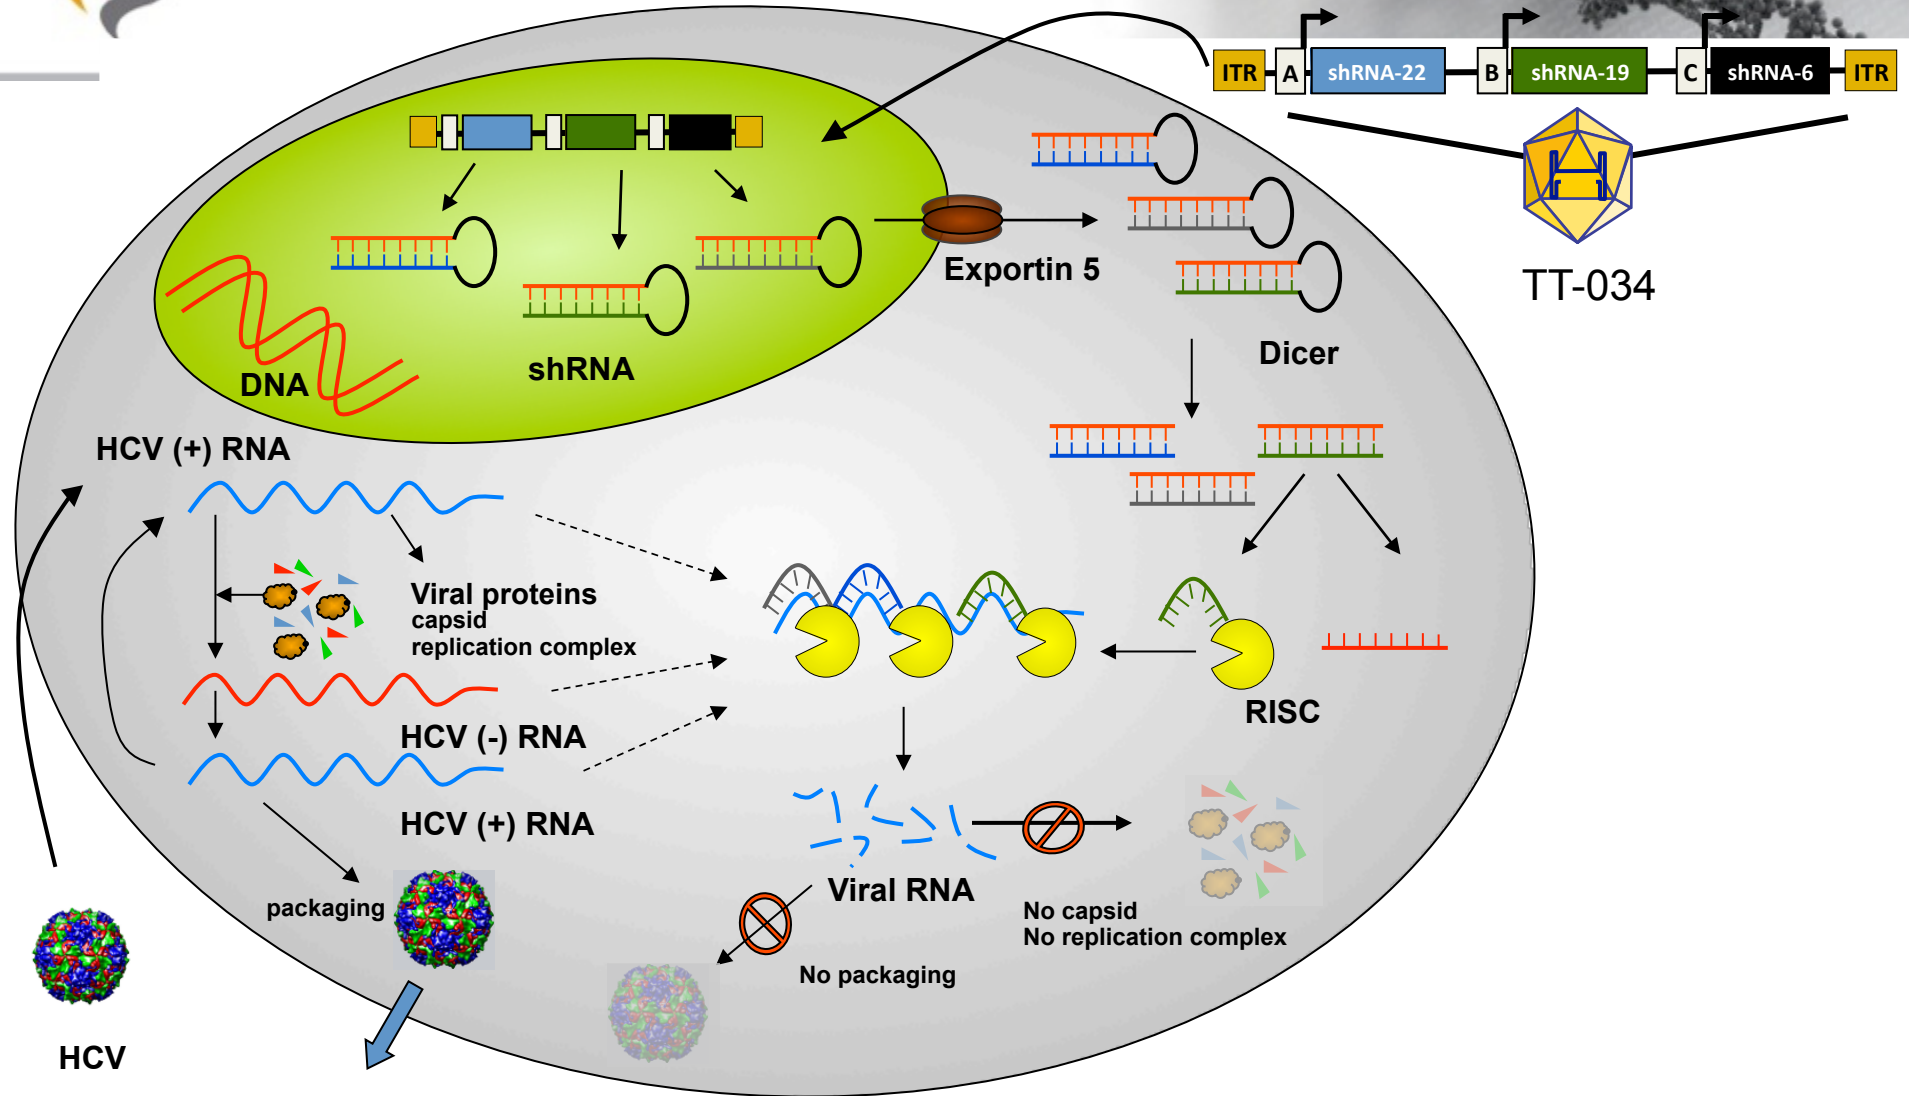 ITR A shRNA-22 B shRNA-19 C shRNA-6 ITR
TT-034
Exportin 5
Dicer
shRNA
DNA
HCV (+) RNA
Viral proteins
capsid
replication complex
HCV (-) RNA
HCV (+) RNA
RISC
packaging
Viral RNA
No capsid
No replication complex
No packaging
HCV